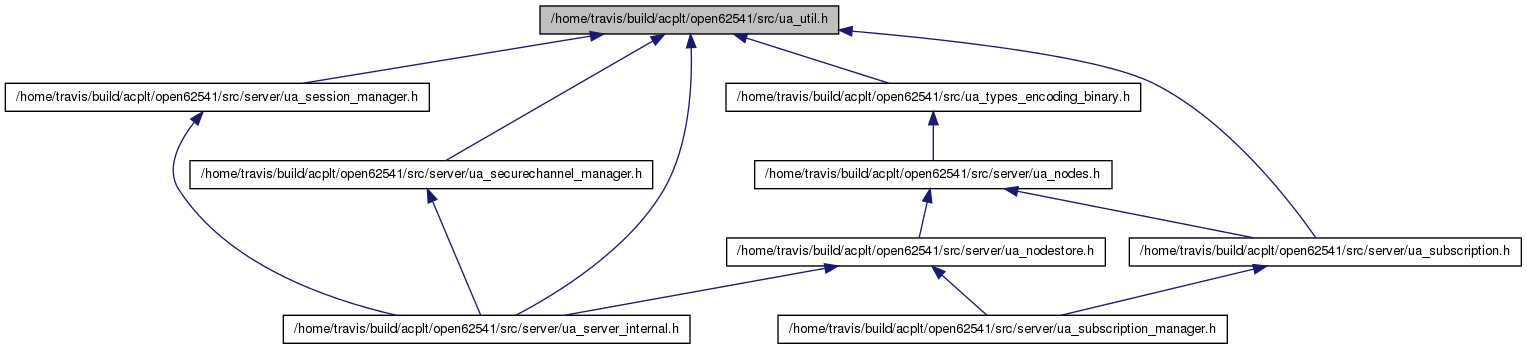 /home/travis/build/acplt/open62541/src/ua_util.h
/home/travis/build/acplt/open62541/src/server/ua_session_manager.h
/home/travis/build/acplt/open62541/src/ua_types_encoding_binary.h
/home/travis/build/acplt/open62541/src/server/ua_securechannel_manager.h
/home/travis/build/acplt/open62541/src/server/ua_nodes.h
/home/travis/build/acplt/open62541/src/server/ua_nodestore.h
/home/travis/build/acplt/open62541/src/server/ua_subscription.h
/home/travis/build/acplt/open62541/src/server/ua_server_internal.h
/home/travis/build/acplt/open62541/src/server/ua_subscription_manager.h